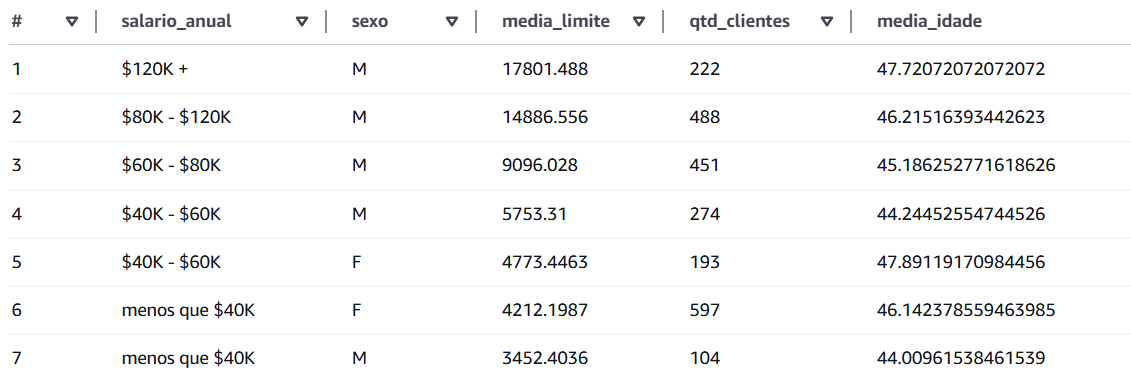 # salario_anual sexo media_limite qtd_clientes media_idade
1 $120K + M 17801.488 222 47.72072072072072
2 $80K - $120K M 14886.556 488 46.21516393442623
3 $60K - $80K M 9096.028 451 45.186252771618626
4 $40K - $60K M 5753.31 274 44.24452554744526
5 $40K - $60K F 4773.4463 193 47.89119170984456
6 menos que $40K F 4212.1987 597 46.142378559463985
7 menos que $40K M 3452.4036 104 44.00961538461539